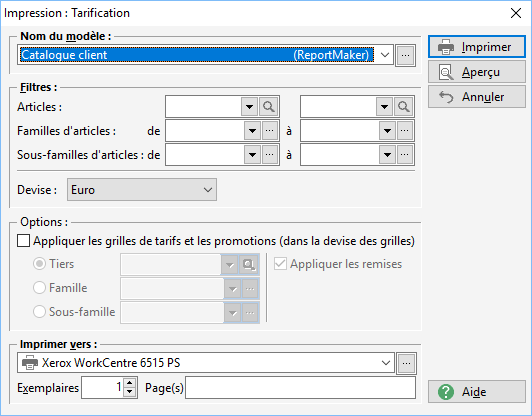 Impression : Tarification
Nom du modèle :
Catalogue client (ReportMaker)
...
Imprimer
Aperçu
Annuler
Filtres :
Articles :
Familles d'articles : de ... à ...
Sous-familles d'articles : de ... à ...
Devise : Euro
Options :
Appliquer les grilles de tarifs et les promotions (dans la devise des grilles)
Tiers
Appliquer les remises
Famille ...
Sous-famille ...
Imprimer vers :
Xerox WorkCentre 6515 PS ...
Exemplaires 1 Page(s)
? Aide